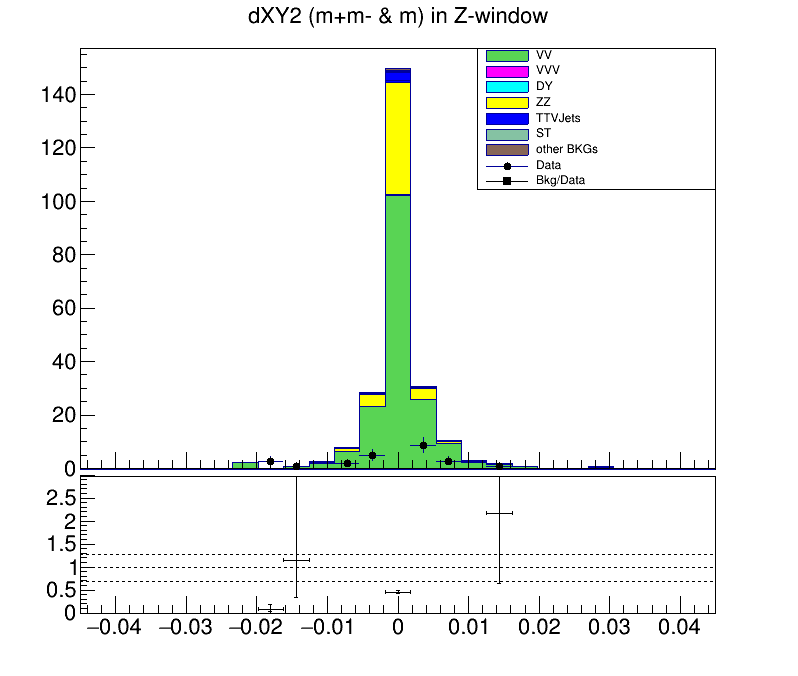 dXY2 (m+m- & m) in Z-window
VV
VVV
DY
ZZ
TTVJets
ST
other BKGs
Data
Bkg/Data
140
120
100
80
60
40
20
0
2.5
2
1.5
1
0.5
0
−0.04 −0.03 −0.02 −0.01 0 0.01 0.02 0.03 0.04